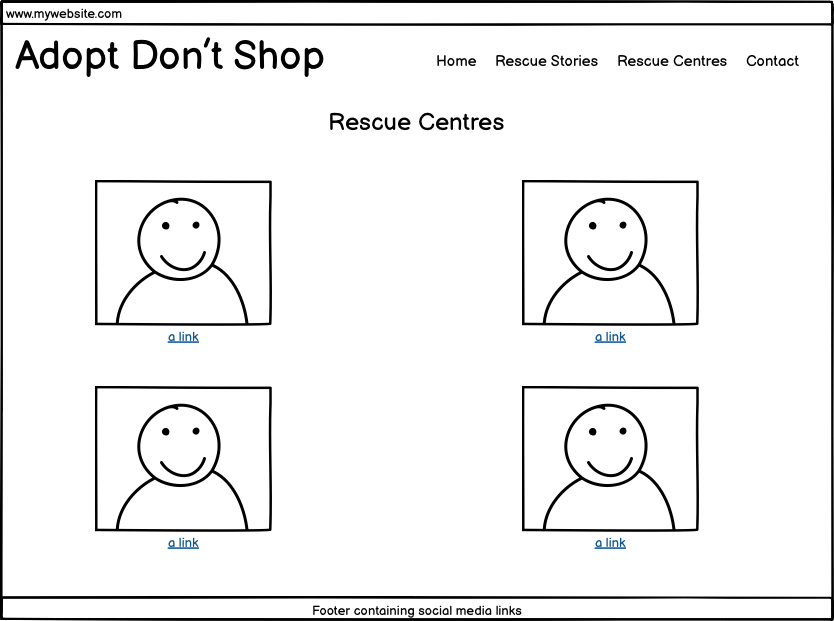 www.mywebsite.com
Adopt Don't Shop
Home Rescue Stories Rescue Centres Contact
Rescue Centres
a link
a link
a link
a link
Footer containing social media links